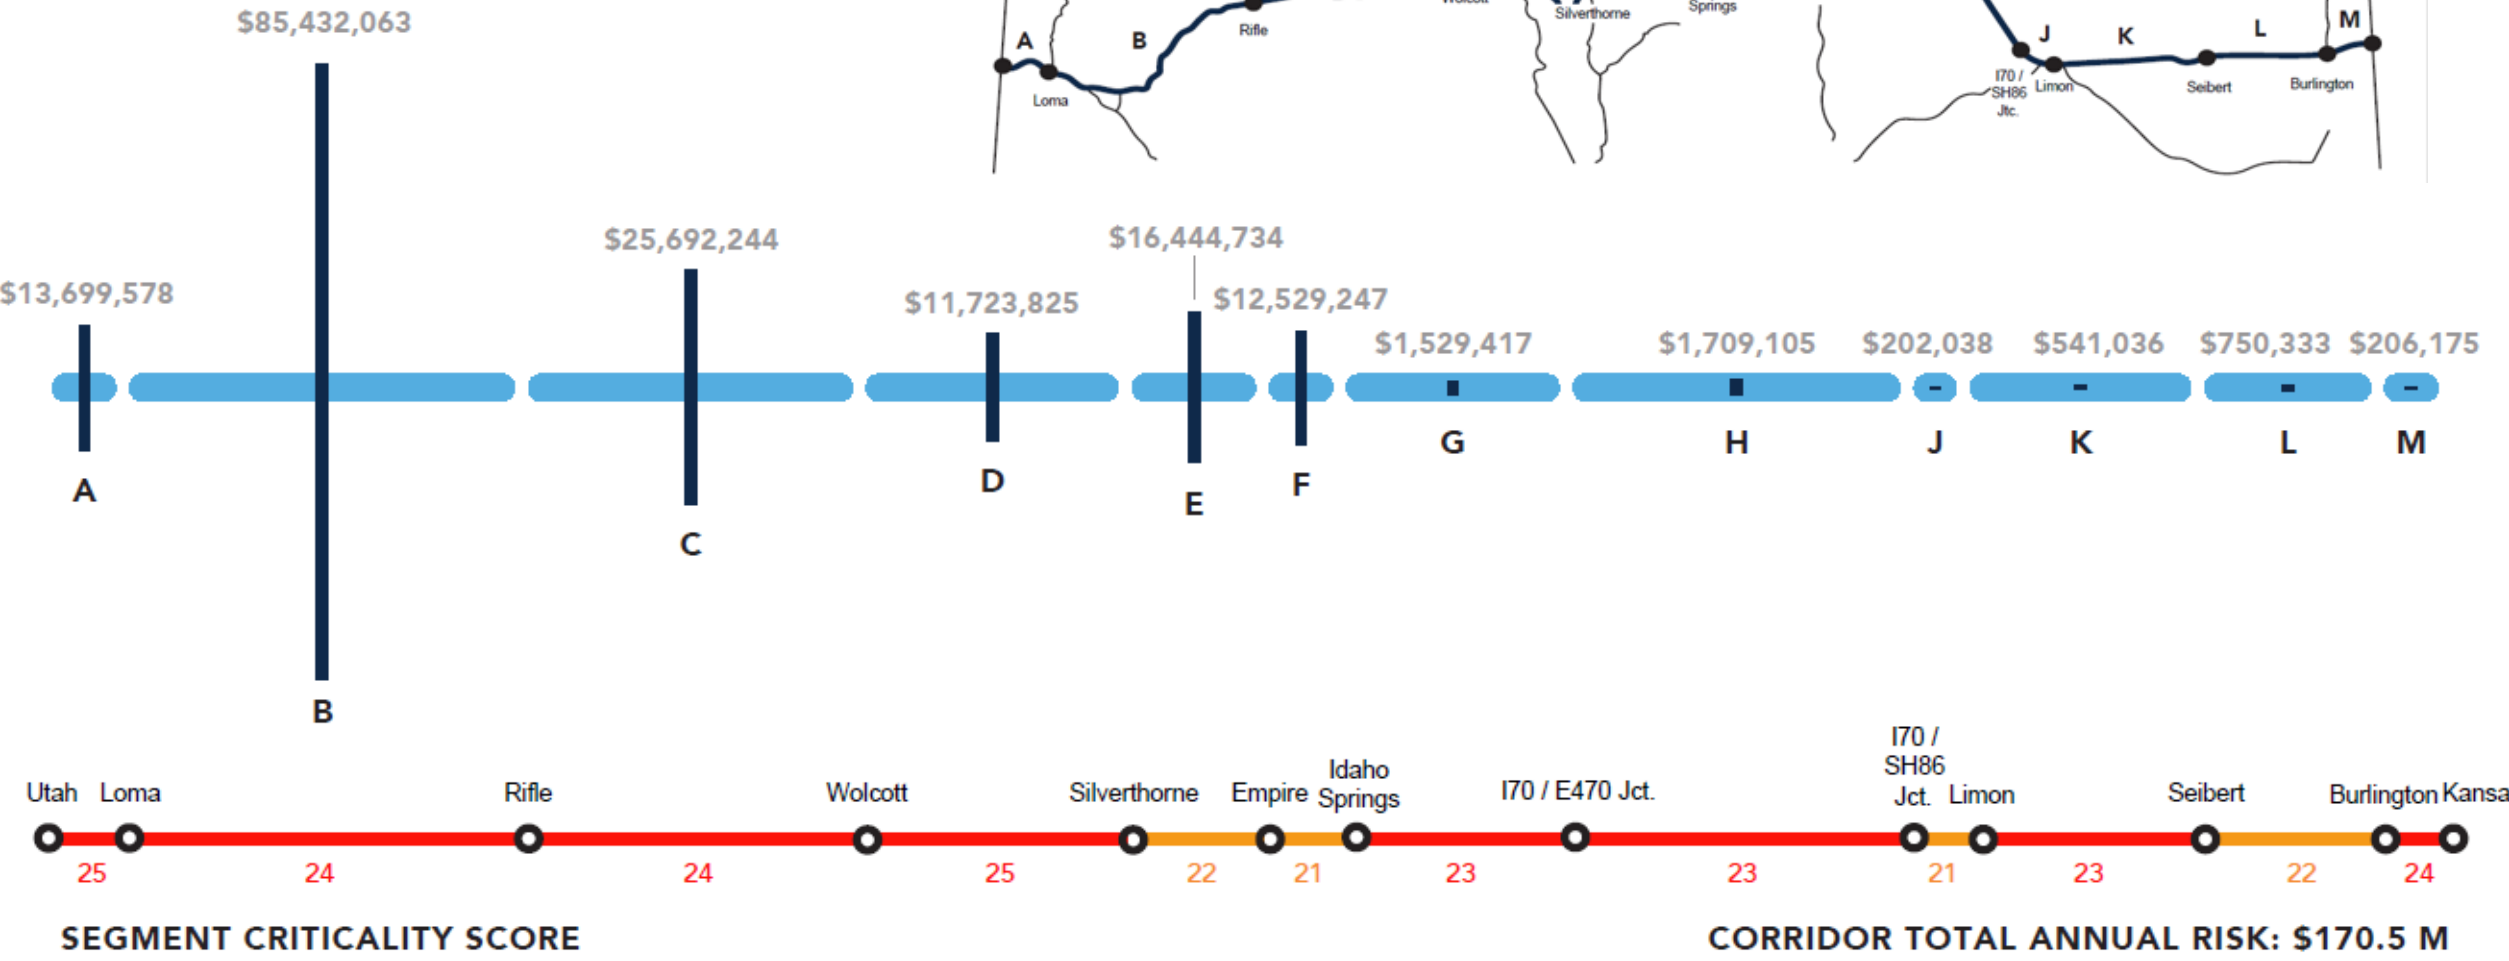 $85,432,063
Silverthorne
Springs
A
B
Rifle
Loma
J
K
L
M
I70 /
SH86
Jtc.
Limon
Seibert
Burlington
$13,699,578
$25,692,244
$11,723,825
$16,444,734
$12,529,247
$1,529,417
$1,709,105
$202,038
$541,036
$750,333
$206,175
A
B
C
D
E
F
G
H
J
K
L
M
Utah
Loma
Rifle
Wolcott
Silverthorne
Empire
Idaho
Springs
I70 / E470 Jct.
I70 /
SH86
Jct.
Limon
Seibert
Burlington
Kansa
25
24
24
25
22
21
23
23
21
23
22
24
SEGMENT CRITICALITY SCORE
CORRIDOR TOTAL ANNUAL RISK: $170.5 M